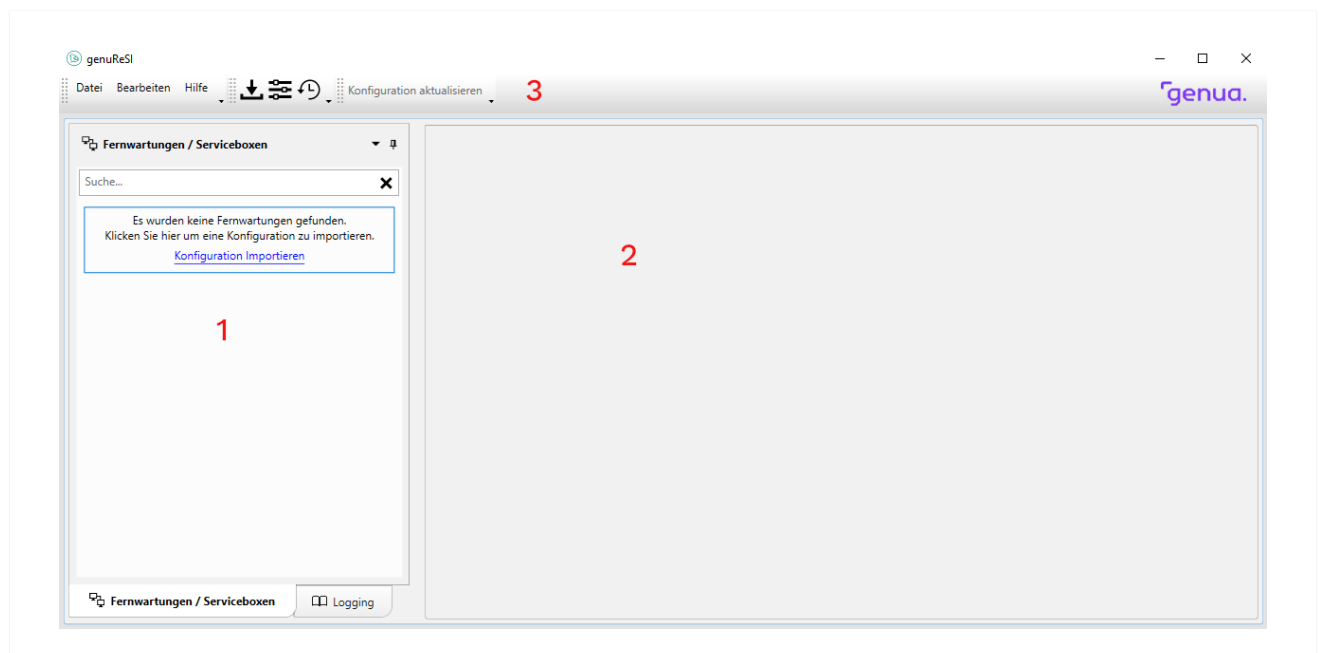 genuReSI
Datei Bearbeiten Hilfe Konfiguration aktualisieren 3 genua.
Fernwartungen / Serviceboxen
Suche...
Es wurden keine Fernwartungen gefunden.
Klicken Sie hier um eine Konfiguration zu importieren.
Konfiguration Importieren
2
1
Fernwartungen / Serviceboxen Logging